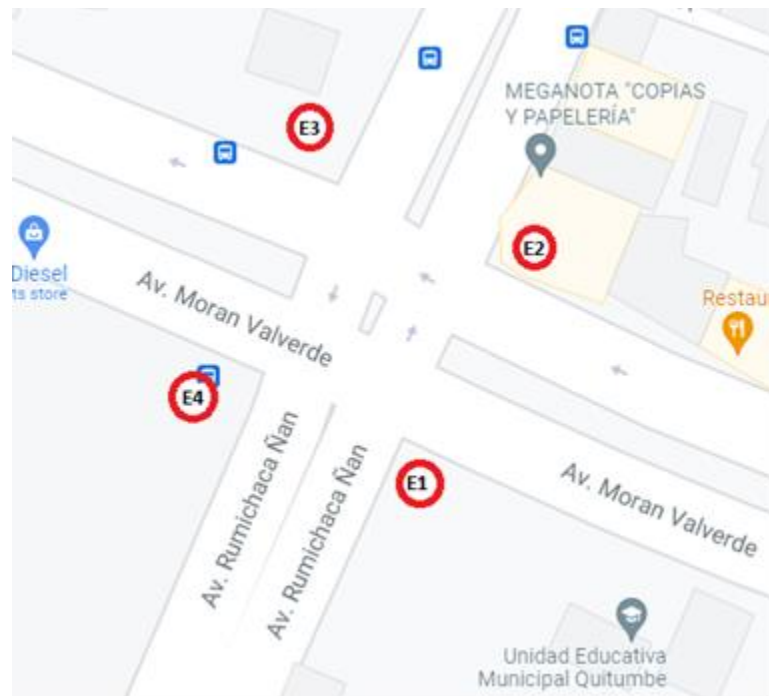 MEGANOTA "COPIAS
Y PAPELERÍA"
E3
E2
Diesel
ts store
Av. Moran Valverde
Restau
E4
Av. Rumichaca Ñan
Av. Rumichaca Ñan
E1
Av. Moran Valverde
Unidad Educativa
Municipal Quitumbe